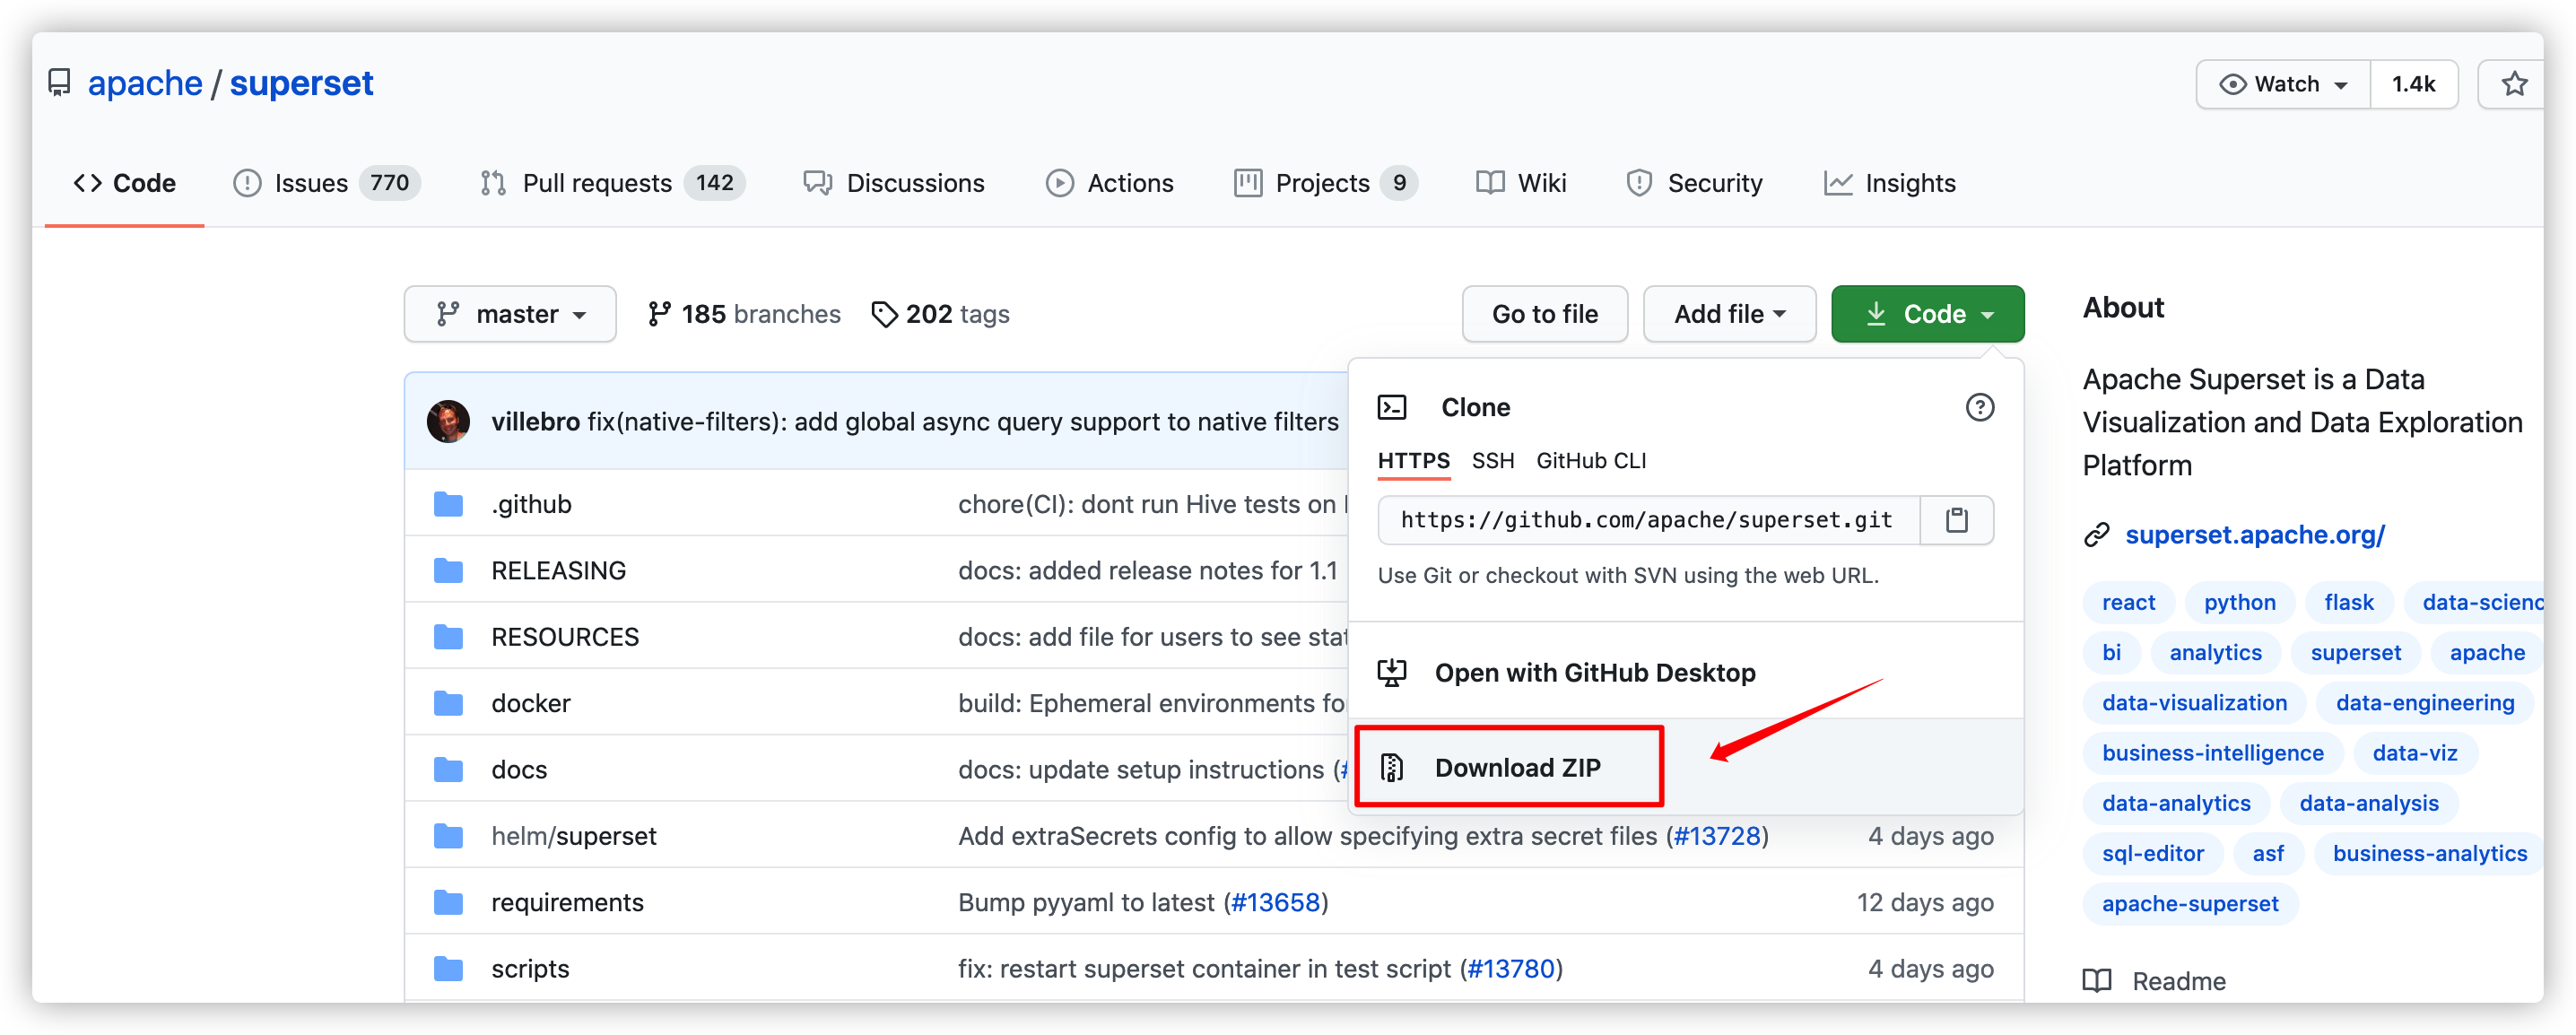 apache / superset
Watch 1.4k
Code Issues 770 Pull requests 142 Discussions Actions Projects 9 Wiki Security Insights
master 185 branches 202 tags Go to file Add file Code
villebro fix(native-filters): add global async query support to native filters
.github chore(CI): dont run Hive tests on
RELEASING docs: added release notes for 1.1
RESOURCES docs: add file for users to see
docker build: Ephemeral environments
docs docs: update setup instructions (
helm/superset Add extraSecrets config to allow specifying extra secret files (#13728) 4 days ago
requirements Bump pyyaml to latest (#13658) 12 days ago
scripts fix: restart superset container in test script (#13780) 4 days ago
Clone
HTTPS SSH GitHub CLI
https://github.com/apache/superset.git
Use Git or checkout with SVN using the web URL.
Open with GitHub Desktop
Download ZIP
About
Apache Superset is a Data
Visualization and Data Exploration
Platform
superset.apache.org/
react python flask data-scienc
bi analytics superset apache
data-visualization data-engineering
business-intelligence data-viz
data-analytics data-analysis
sql-editor asf business-analytics
apache-superset
Readme